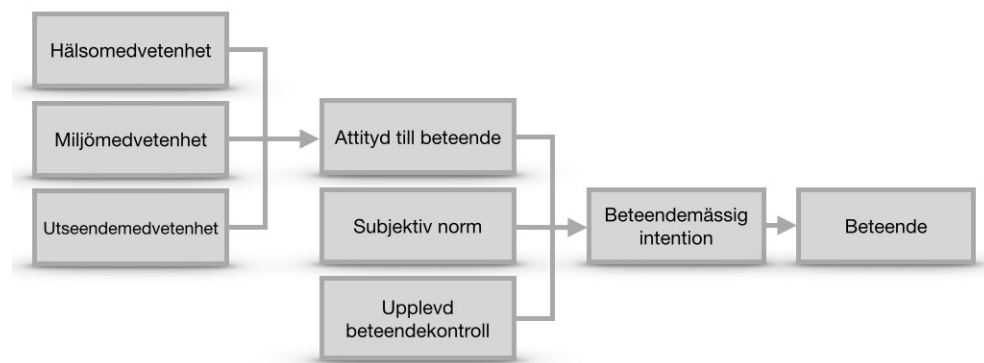 Hälsomedvetenhet
Miljömedvetenhet
Utseendemedvetenhet
Attityd till beteende
Subjektiv norm
Upplevd
beteendekontroll
Beteendemässig
intention
Beteende